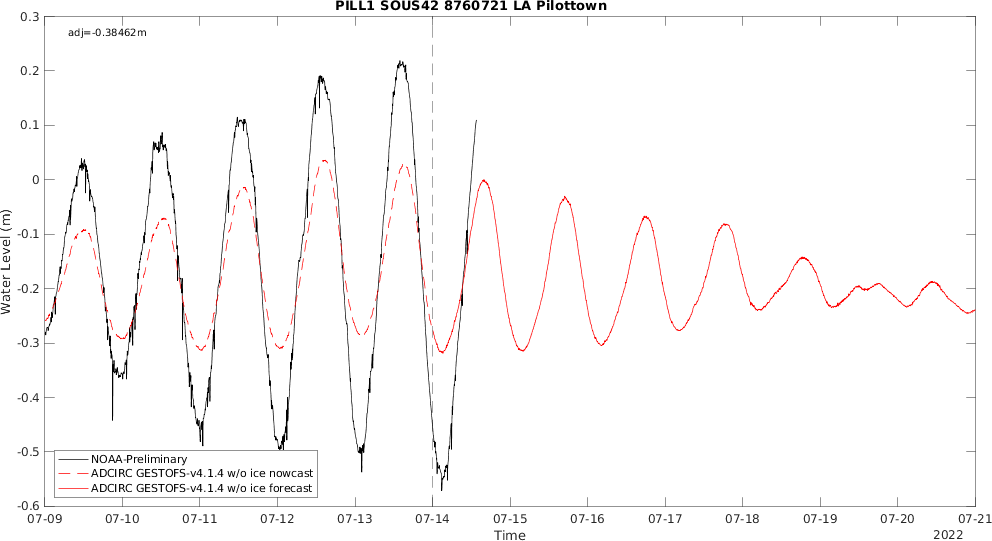 PILL1 SOUS42 8760721 LA Pilottown
adj=-0.38462m
0.3
0.2
0.1
0
-0.1
-0.2
-0.3
-0.4
-0.5
-0.6
Water Level (m)
NOAA-Preliminary
ADCIRC GESTOFS-v4.1.4 w/o ice nowcast
ADCIRC GESTOFS-v4.1.4 w/o ice forecast
07-09 07-10 07-11 07-12 07-13 07-14 07-15 07-16 07-17 07-18 07-19 07-20 07-21
Time
2022